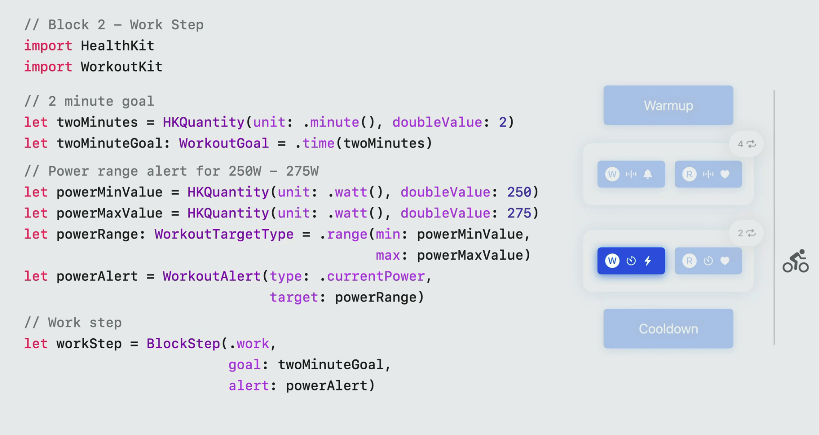 // Block 2 – Work Step
import HealthKit
import WorkoutKit
// 2 minute goal
let twoMinutes = HKQuantity(unit: .minute(), doubleValue: 2)
let twoMinuteGoal: WorkoutGoal = .time(twoMinutes)
// Power range alert for 250W – 275W
let powerMinValue = HKQuantity(unit: .watt(), doubleValue: 250)
let powerMaxValue = HKQuantity(unit: .watt(), doubleValue: 275)
let powerRange: WorkoutTargetType = .range(min: powerMinValue,
max: powerMaxValue)
let powerAlert = WorkoutAlert(type: .currentPower,
target: powerRange)
// Work step
let workStep = BlockStep(.work,
goal: twoMinuteGoal,
alert: powerAlert)
Warmup
4
W
R
2
W
R
Cooldown